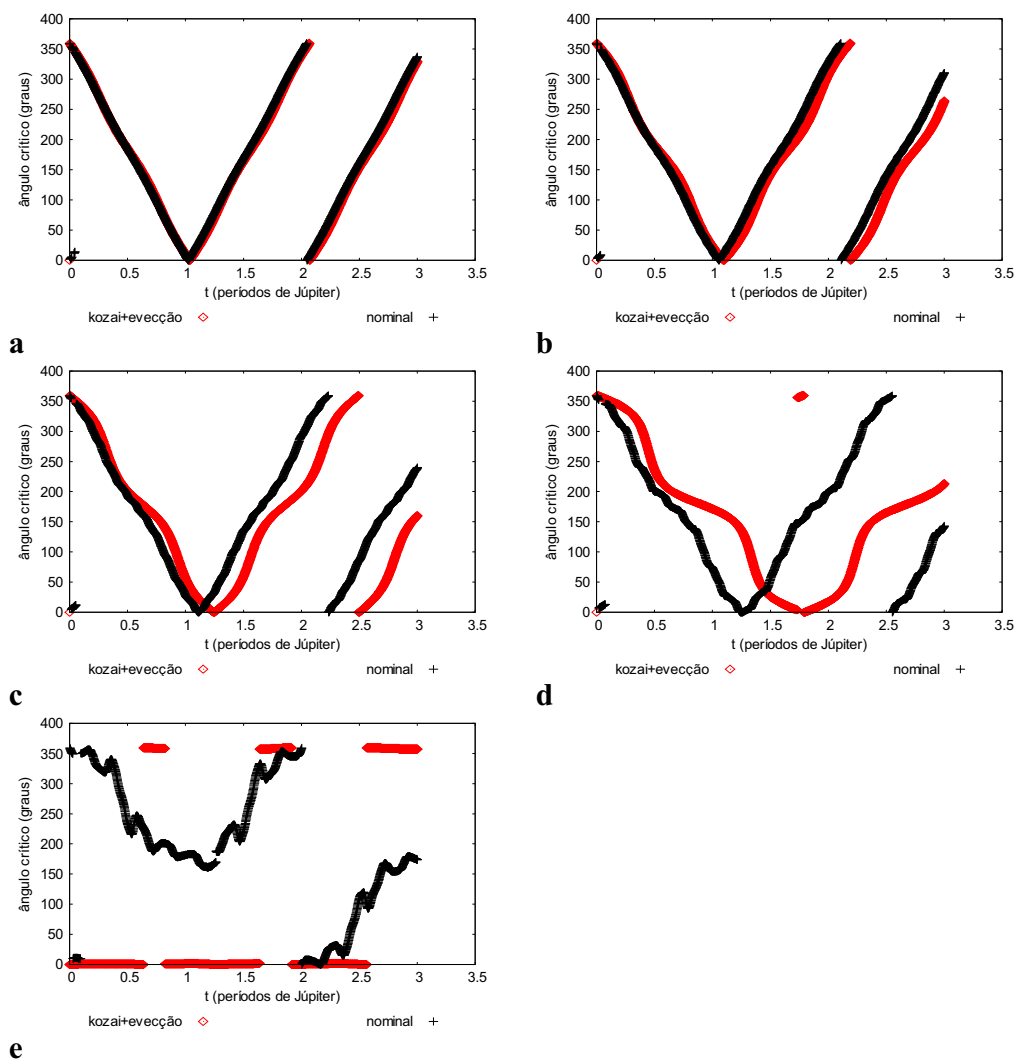 400
350
300
250
200
150
100
50
0
ângulo crítico (graus)
0 0.5 1 1.5 2 2.5 3 3.5
t (períodos de Júpiter)
kozai+evecção nominal
a
400
350
300
250
200
150
100
50
0
ângulo crítico (graus)
0 0.5 1 1.5 2 2.5 3 3.5
t (períodos de Júpiter)
kozai+evecção nominal
b
400
350
300
250
200
150
100
50
0
ângulo crítico (graus)
0 0.5 1 1.5 2 2.5 3 3.5
t (períodos de Júpiter)
kozai+evecção nominal
c
400
350
300
250
200
150
100
50
0
ângulo crítico (graus)
0 0.5 1 1.5 2 2.5 3 3.5
t (períodos de Júpiter)
kozai+evecção nominal
d
400
350
300
250
200
150
100
50
0
ângulo crítico (graus)
0 0.5 1 1.5 2 2.5 3 3.5
t (períodos de Júpiter)
kozai+evecção nominal
e